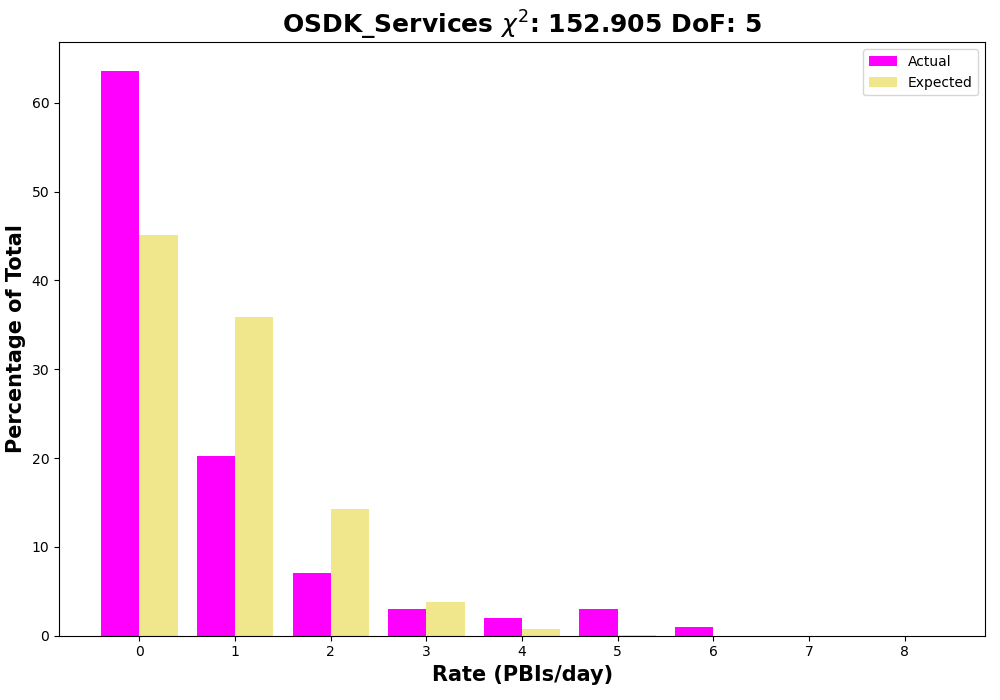 OSDK_Services χ²: 152.905 DoF: 5
Actual
Expected
Percentage of Total
60
50
40
30
20
10
0
0 1 2 3 4 5 6 7 8
Rate (PBIs/day)